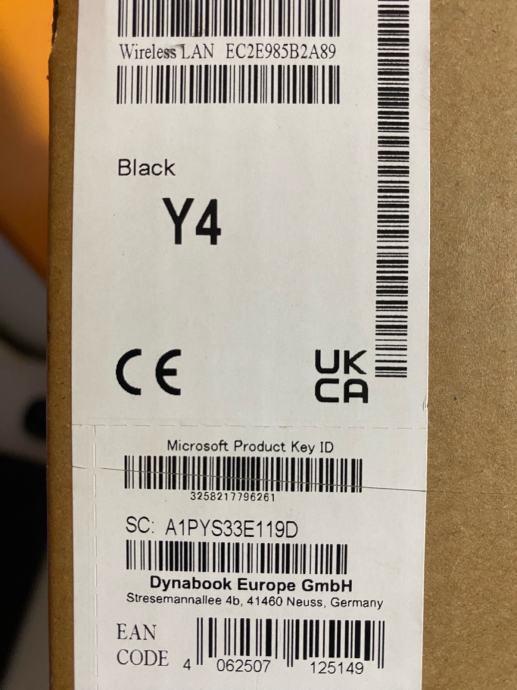 Wireless LAN EC2E985B2A89
Black
Y4
CE
UK
CA
Microsoft Product Key ID
3258217796261
SC: A1PYS33E119D
Dynabook Europe GmbH
Stresemannallee 4b, 41460 Neuss, Germany
EAN
CODE 4 062507 125149